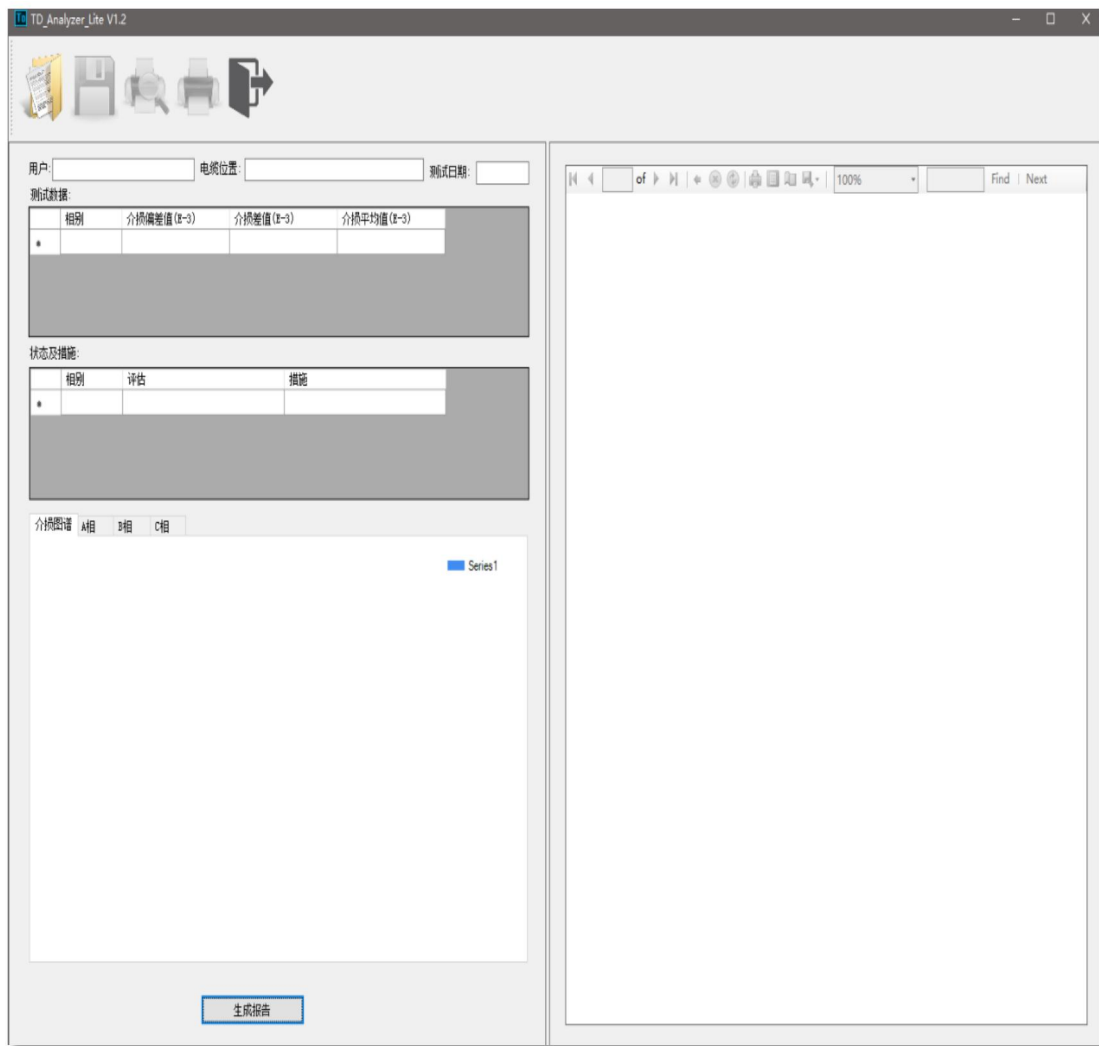 TD TD_Analyzer_Lite V1.2
用户: 电缆位置: 测试日期:
测试数据:
相别 介损偏差值(E-3) 介损差值(E-3) 介损平均值(E-3)
*
状态及措施:
相别 评估 措施
*
介损图谱 A相 B相 C相
Series1
生成报告
of 100% Find | Next